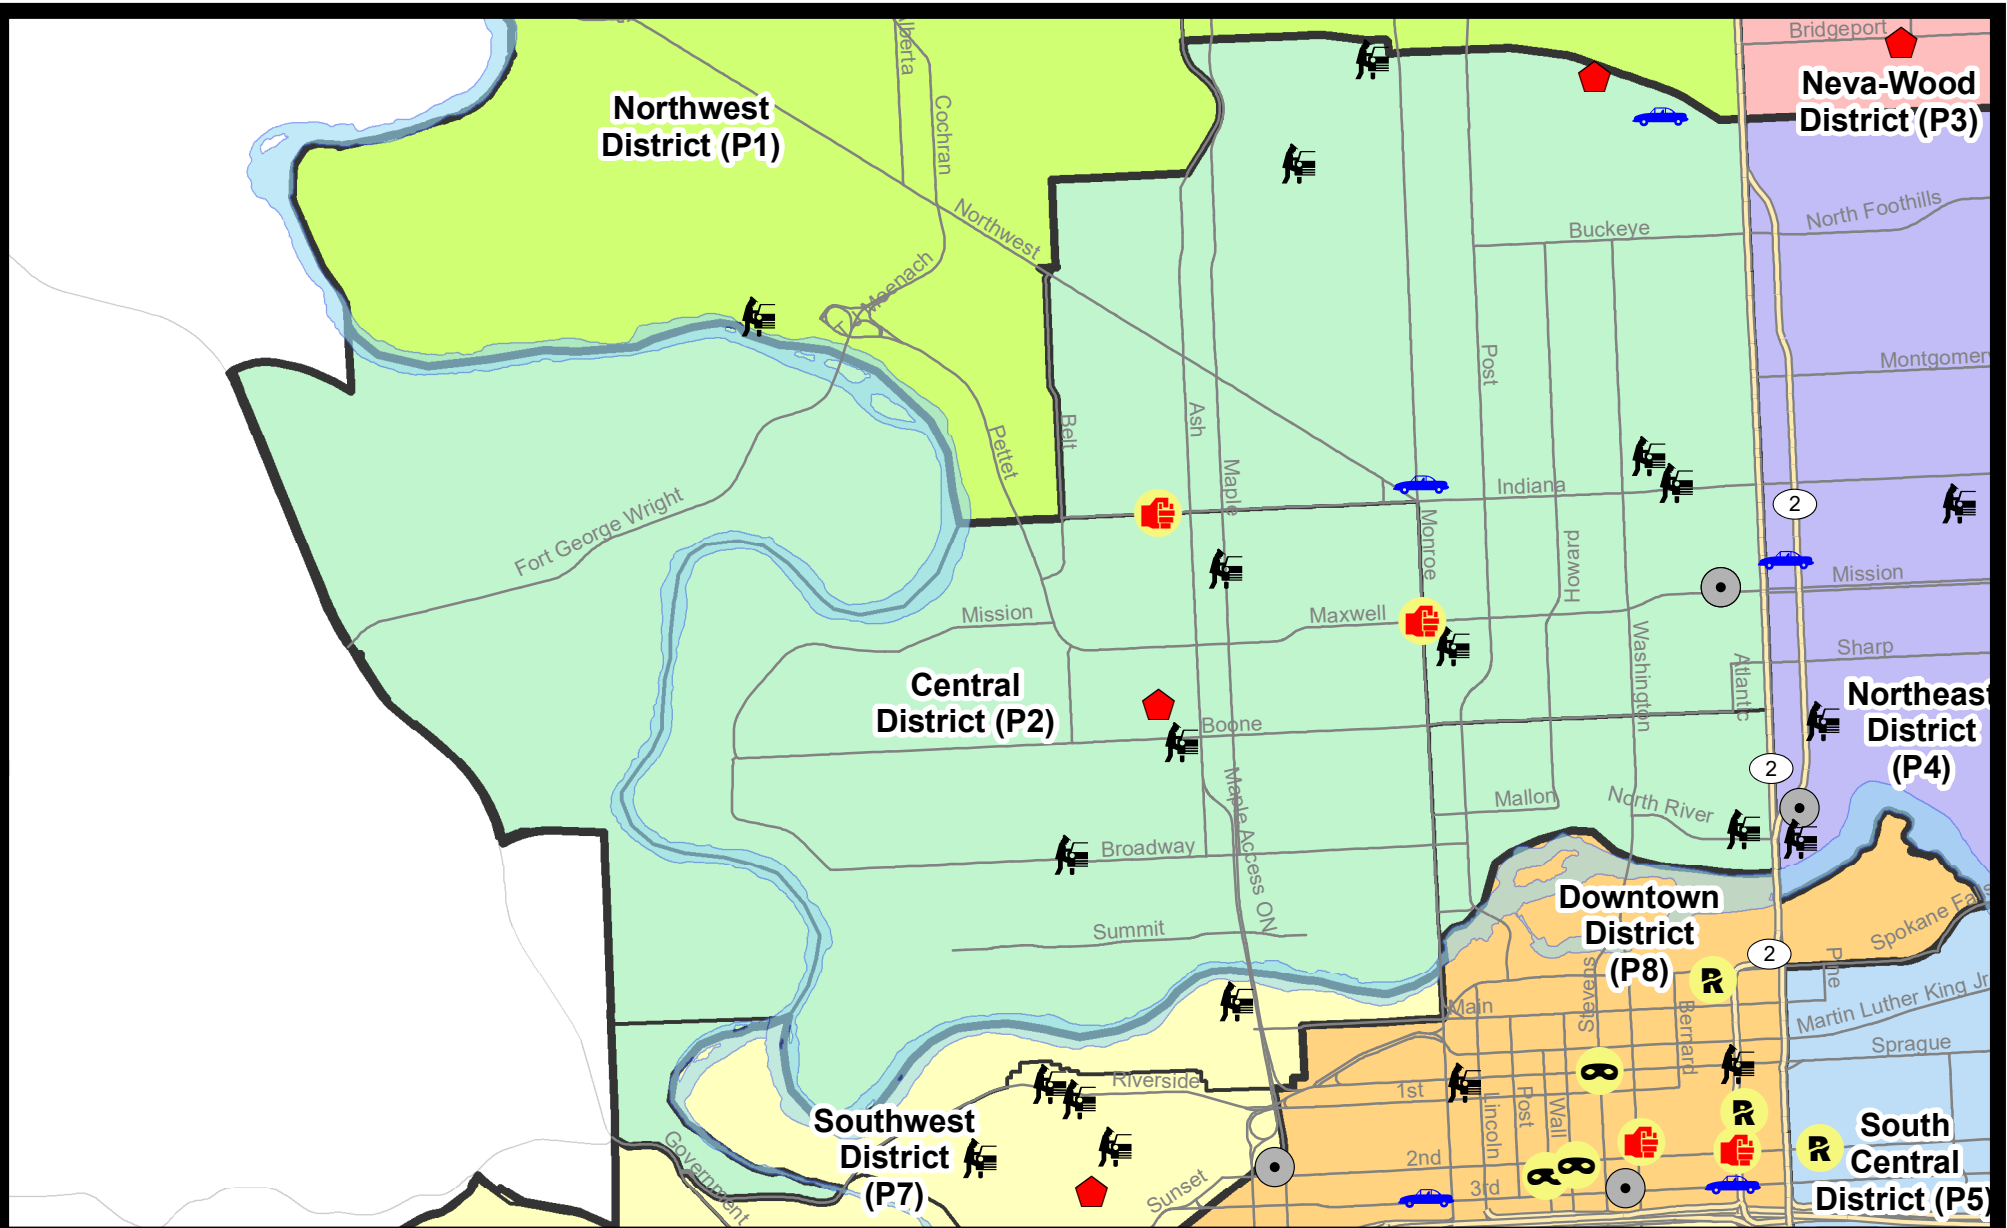 Bridgeport
Neva-Wood
District (P3)
Northwest
District (P1)
lberta
Cochran
Northwest
North Foothills
Buckeye
T J Meenach
Montgomer
Post
Ash
Belt
Pettet
Maple
Indiana
2
Fort George Wright
Monroe
Howard
Mission
Mission
Maxwell
Washington
Sharp
Atlantic
Central
District (P2)
Northeast
District
(P4)
Boone
2
Maple Access ON
Mallon
North River
Broadway
Downtown
District
(P8)
Summit
Spokane Fa
2
Pine
Stevens
R
Main
Bernard
Martin Luther King Jr
Sprague
Riverside
1st
Post
Wall
Lincoln
R
Southwest
District
(P7)
Government
South
Central
District (P5)
R
2nd
3rd
Sunset